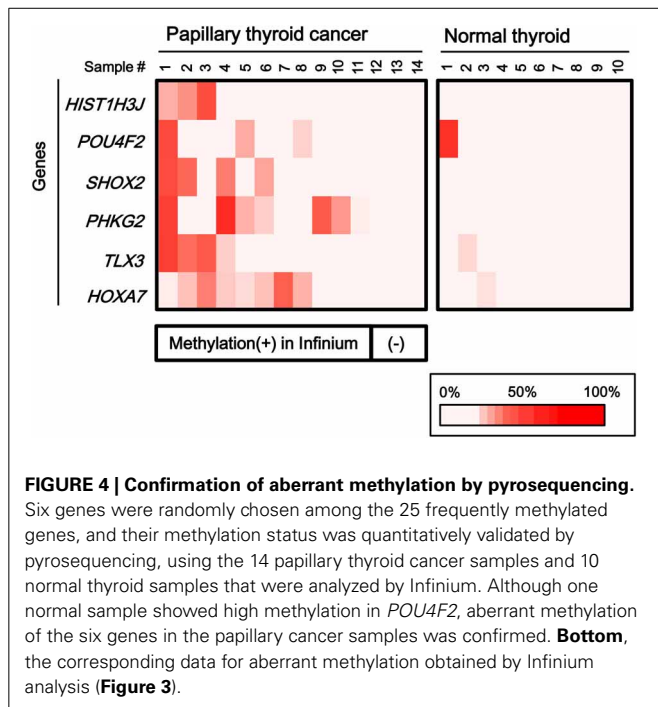 Papillary thyroid cancer Normal thyroid
Sample # 1 2 3 4 5 6 7 8 9 10 11 12 13 14 1 2 3 4 5 6 7 8 9 10
Genes
HIST1H3J
POU4F2
SHOX2
PHKG2
TLX3
HOXA7
Methylation(+) in Infinium (-)
0% 50% 100%
FIGURE 4 | Confirmation of aberrant methylation by pyrosequencing.
Six genes were randomly chosen among the 25 frequently methylated
genes, and their methylation status was quantitatively validated by
pyrosequencing, using the 14 papillary thyroid cancer samples and 10
normal thyroid samples that were analyzed by Infinium. Although one
normal sample showed high methylation in POU4F2, aberrant methylation
of the six genes in the papillary cancer samples was confirmed. Bottom,
the corresponding data for aberrant methylation obtained by Infinium
analysis (Figure 3).